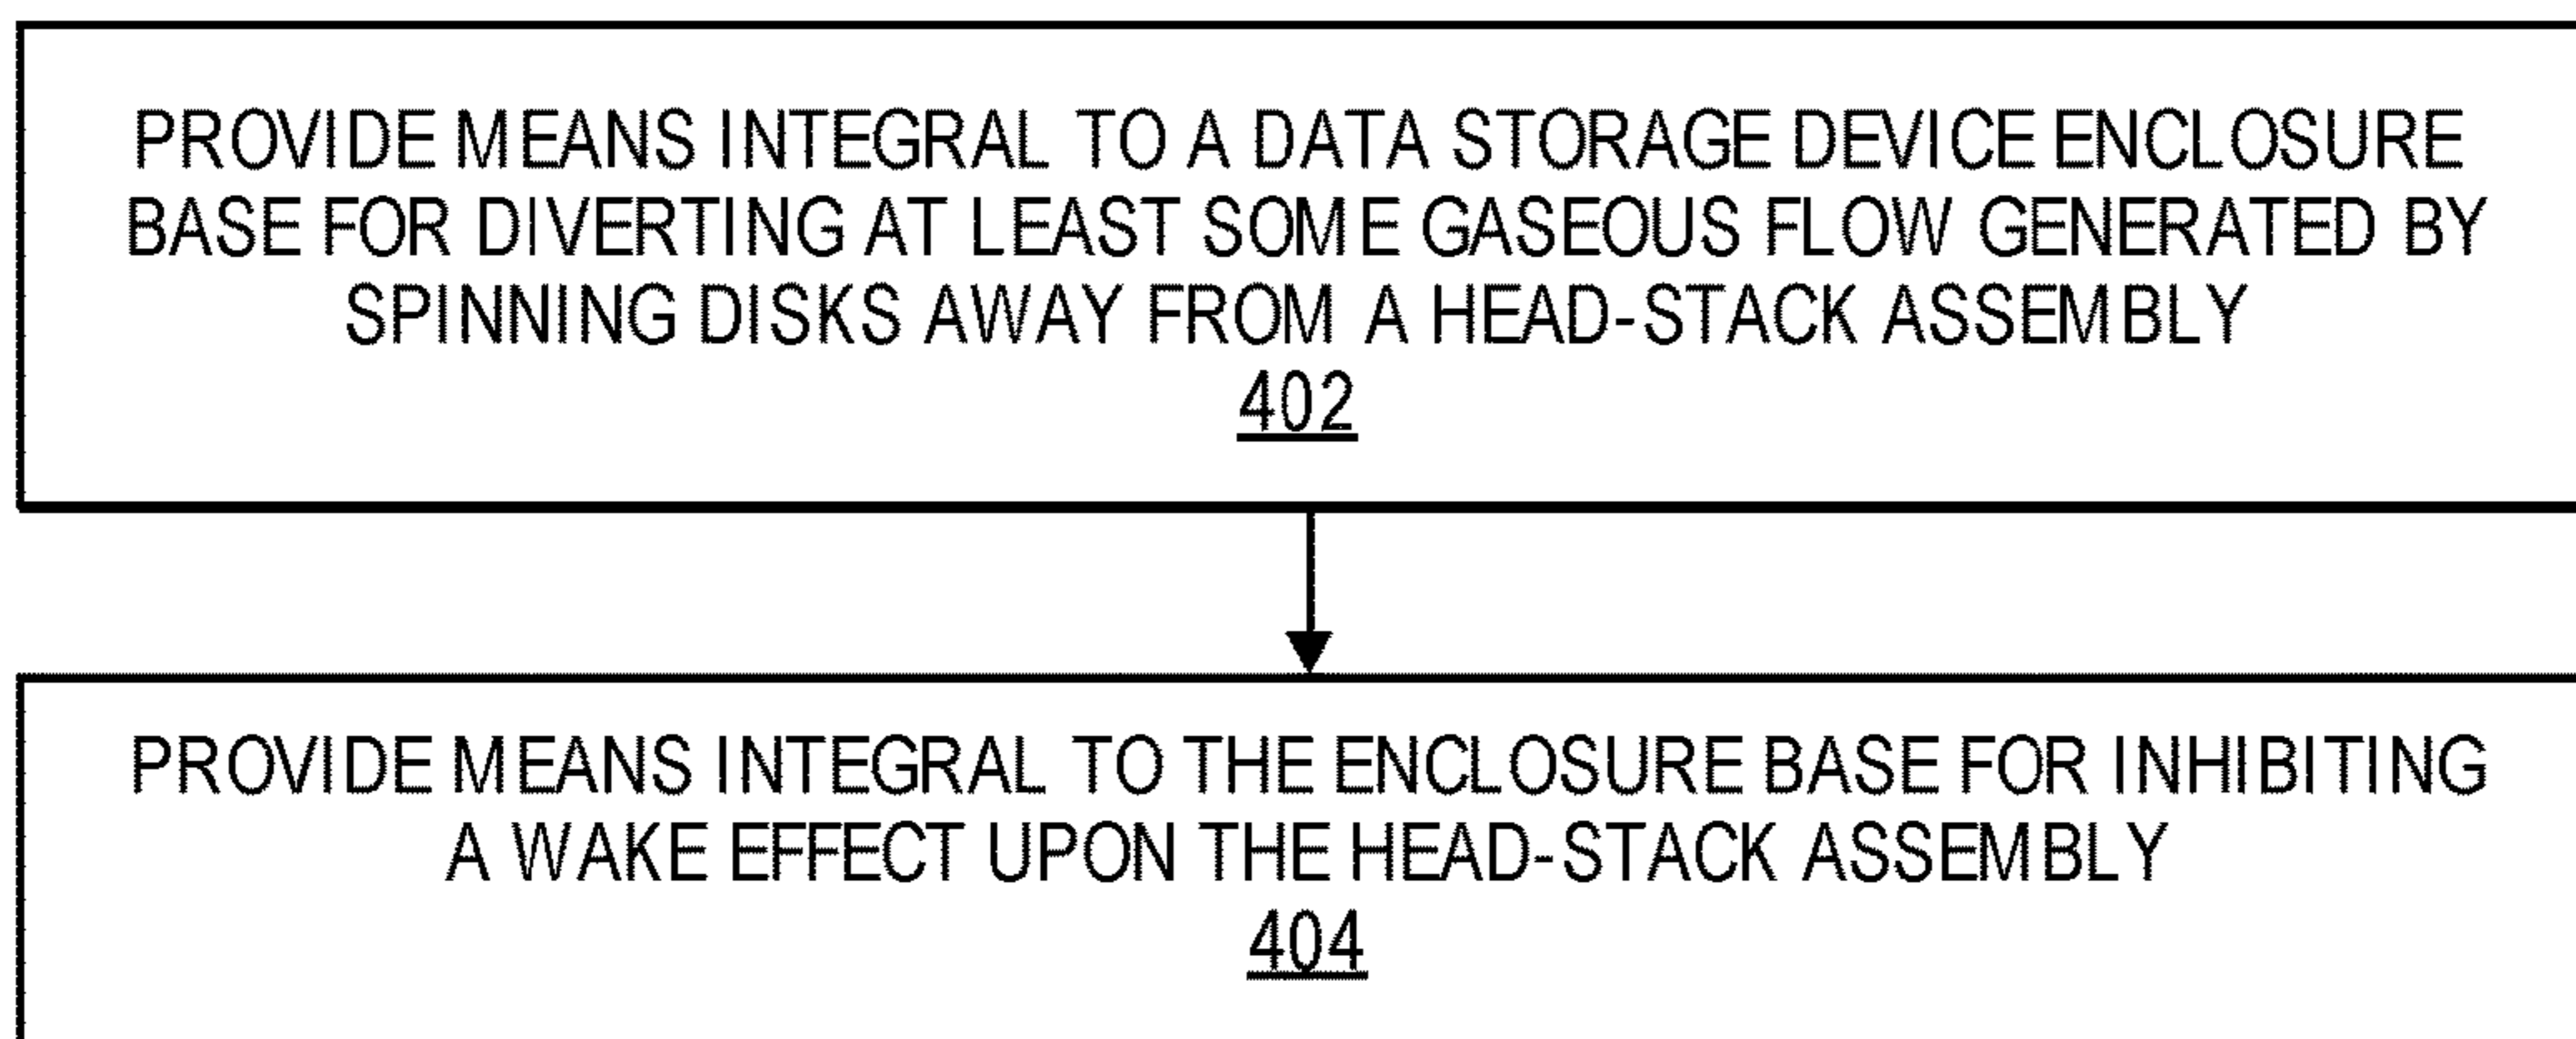 PROVIDE MEANS INTEGRAL TO A DATA STORAGE DEVICE ENCLOSURE
BASE FOR DIVERTING AT LEAST SOME GASEOUS FLOW GENERATED BY
SPINNING DISKS AWAY FROM A HEAD-STACK ASSEMBLY
402
PROVIDE MEANS INTEGRAL TO THE ENCLOSURE BASE FOR INHIBITING
A WAKE EFFECT UPON THE HEAD-STACK ASSEMBLY
404